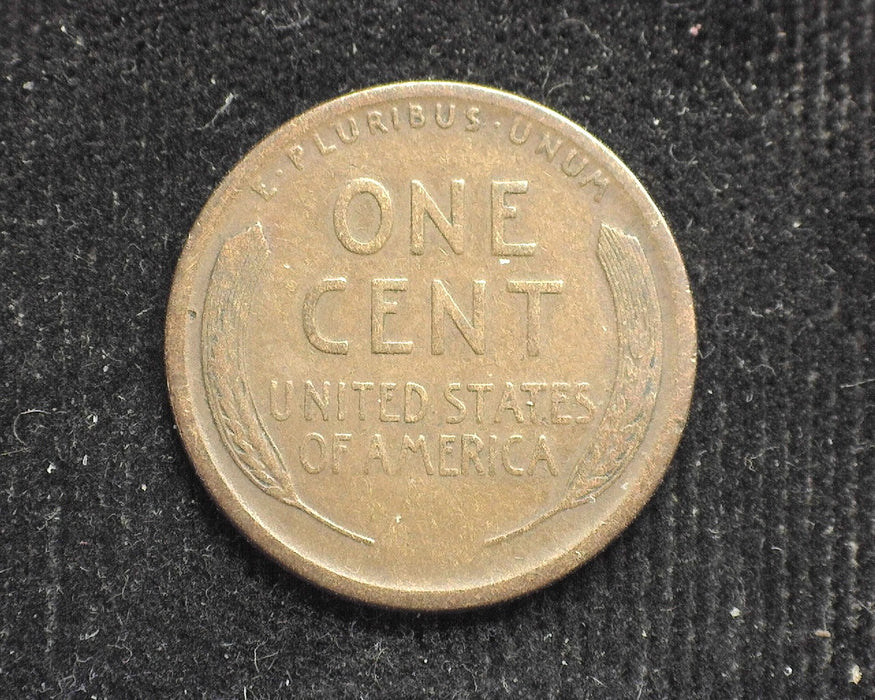 E·PLURIBUS·UNUM
ONE
CENT
UNITED STATES
OF AMERICA